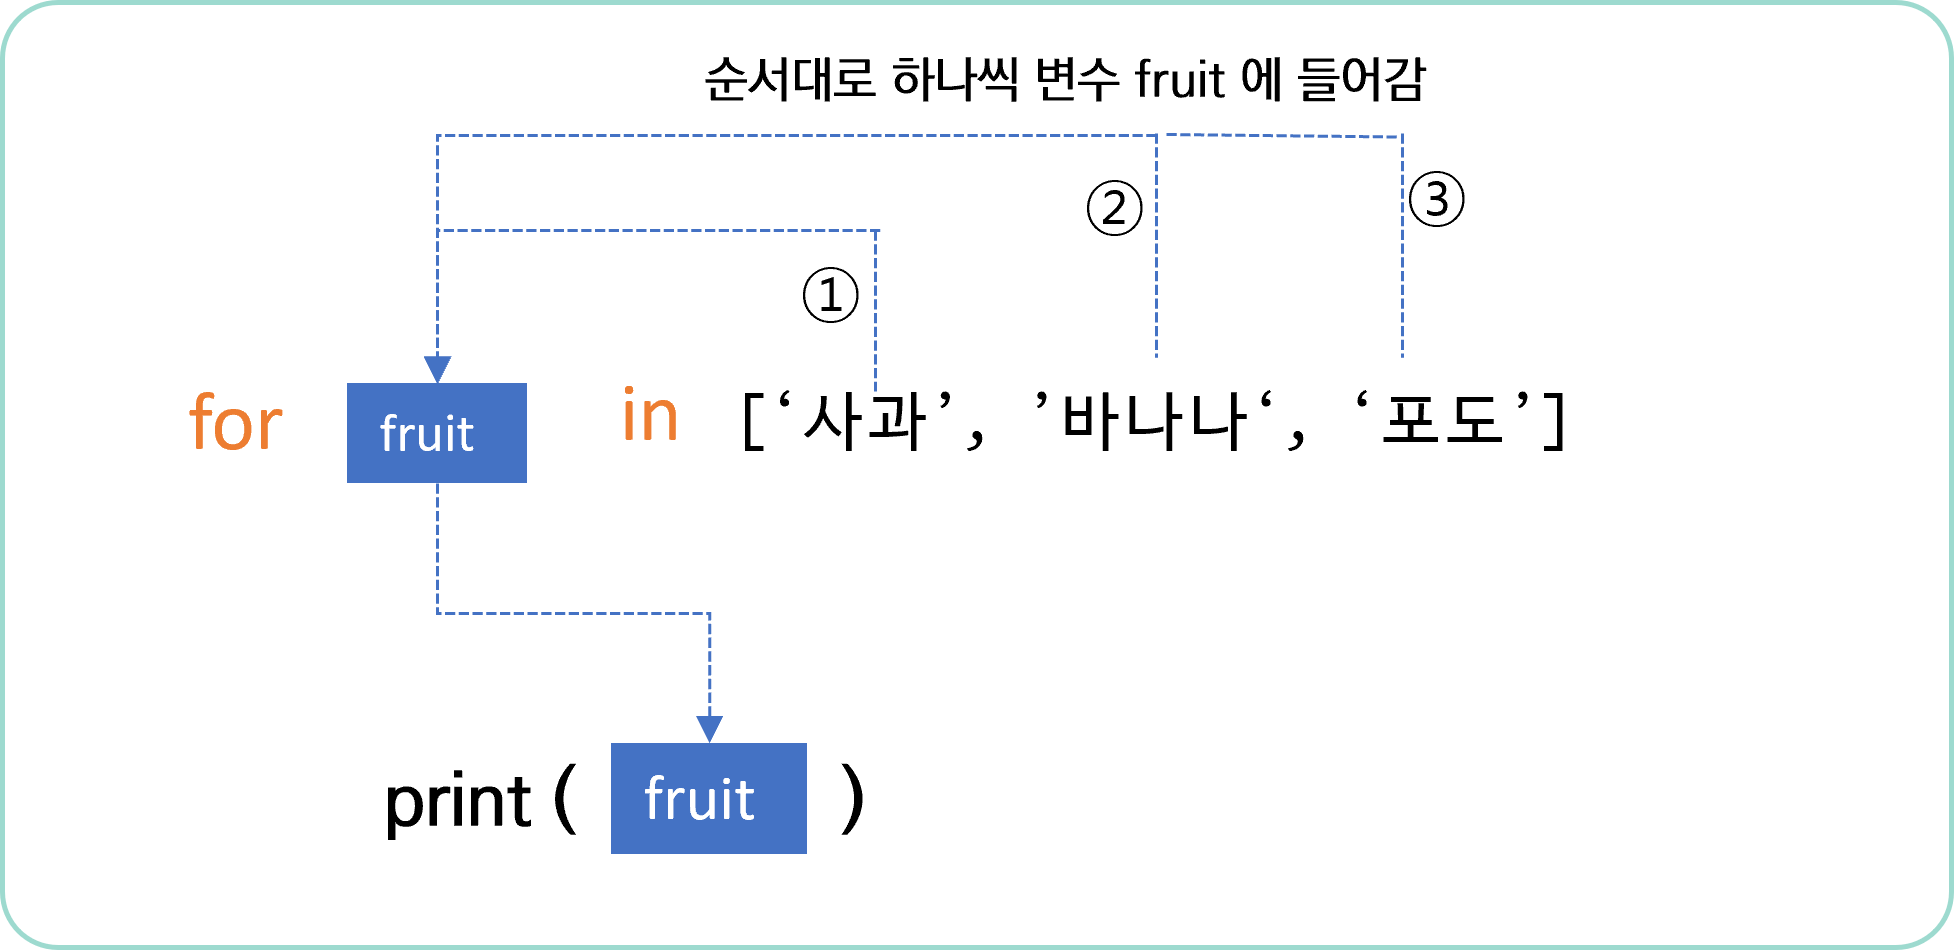 순서대로 하나씩 변수 fruit 에 들어감
② ③
①
for fruit in [‘사과’, ’바나나‘, ‘포도’]
print ( fruit )